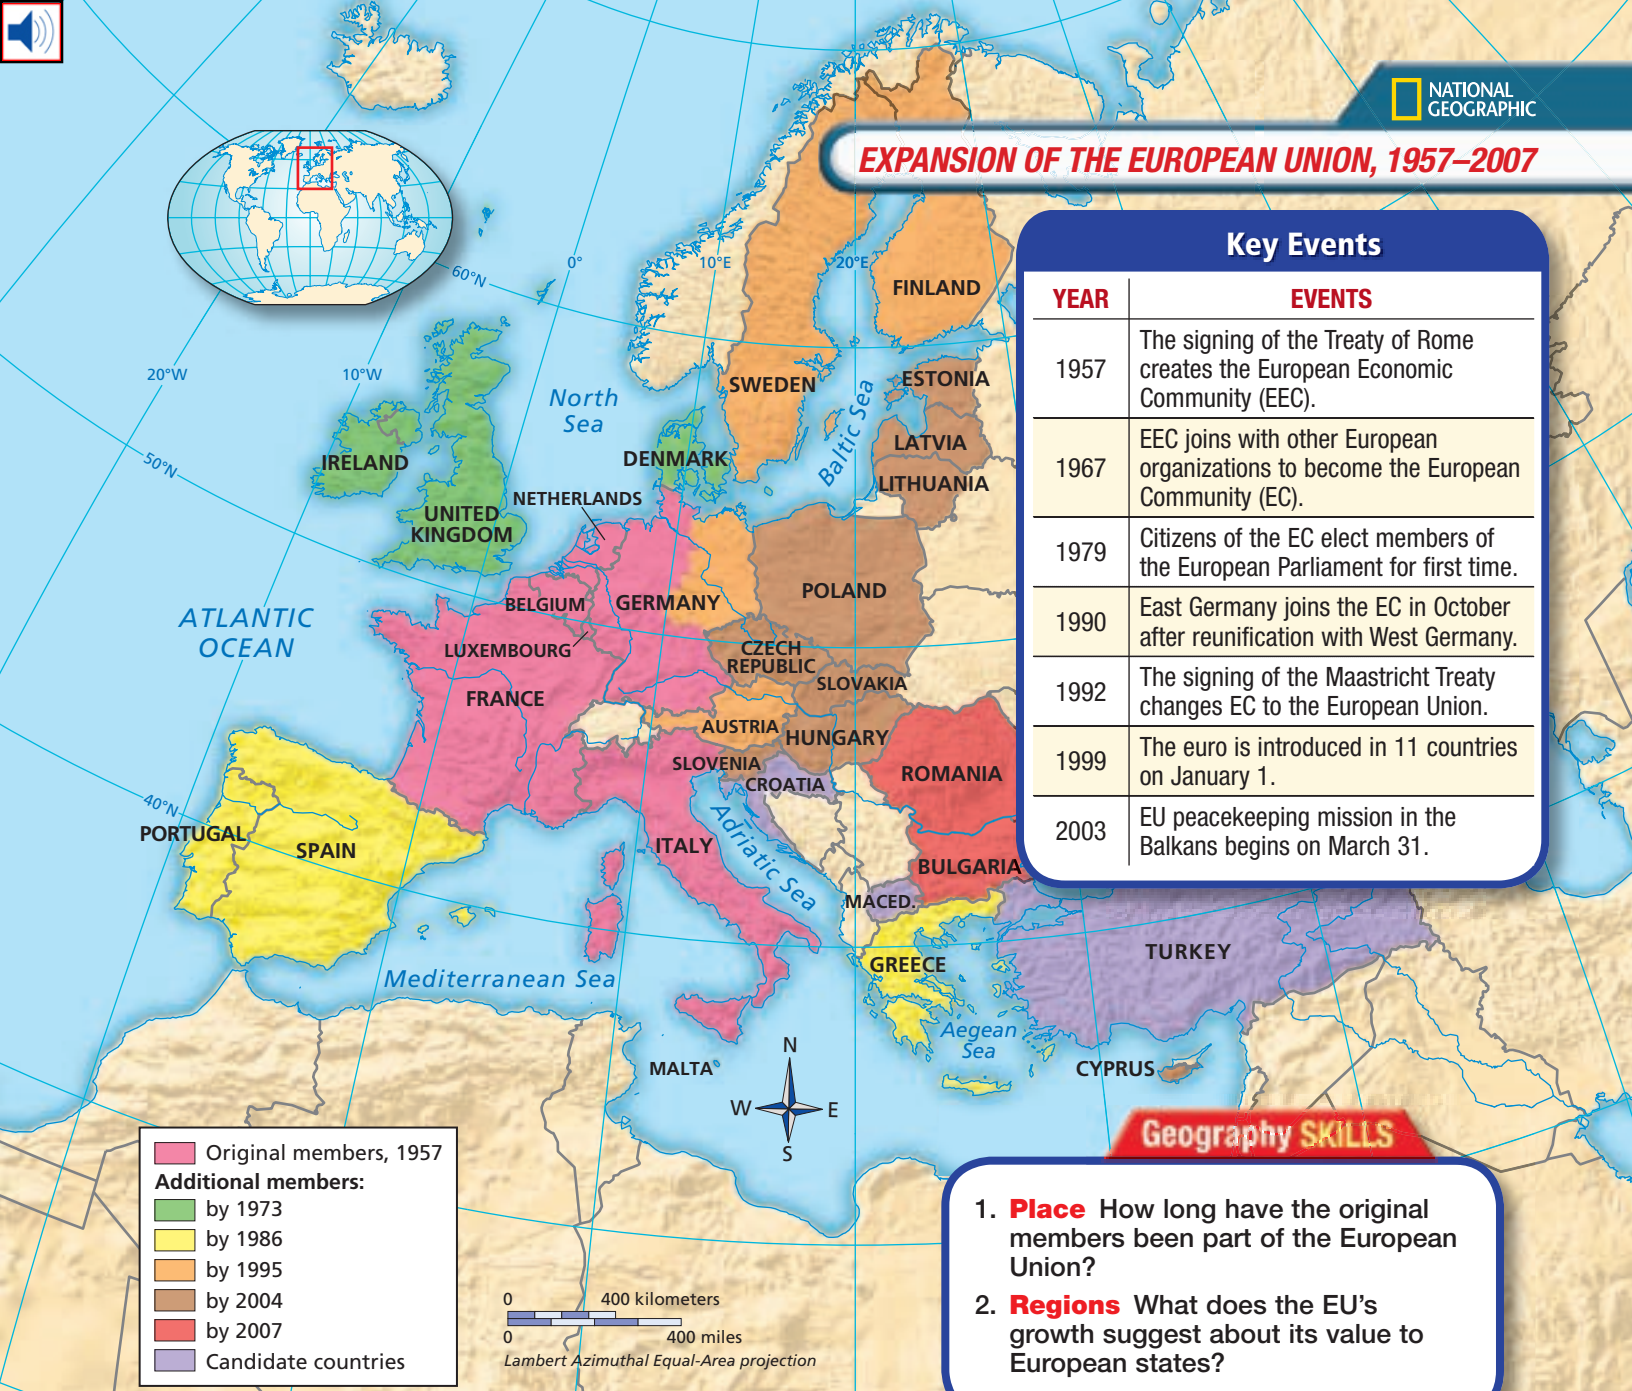 NATIONAL
GEOGRAPHIC
EXPANSION OF THE EUROPEAN UNION, 1957–2007
Key Events
YEAR EVENTS
1957 The signing of the Treaty of Rome
creates the European Economic
Community (EEC).
1967 EEC joins with other European
organizations to become the European
Community (EC).
1979 Citizens of the EC elect members of
the European Parliament for first time.
1990 East Germany joins the EC in October
after reunification with West Germany.
1992 The signing of the Maastricht Treaty
changes EC to the European Union.
1999 The euro is introduced in 11 countries
on January 1.
2003 EU peacekeeping mission in the
Balkans begins on March 31.
60°N
0°
10°E
20°E
20°W
10°W
50°N
40°N
FINLAND
SWEDEN
ESTONIA
North
Sea
Baltic Sea
LATVIA
DENMARK
IRELAND
LITHUANIA
NETHERLANDS
UNITED
KINGDOM
POLAND
BELGIUM
GERMANY
ATLANTIC
OCEAN
LUXEMBOURG
CZECH
REPUBLIC
SLOVAKIA
FRANCE
AUSTRIA
HUNGARY
SLOVENIA
ROMANIA
CROATIA
PORTUGAL
SPAIN
ITALY
Adriatic Sea
BULGARIA
MACED.
TURKEY
GREECE
Mediterranean Sea
Aegean
Sea
MALTA
CYPRUS
N
W E
S
Original members, 1957
Additional members:
by 1973
by 1986
by 1995
by 2004
by 2007
Candidate countries
0 400 kilometers
0 400 miles
Lambert Azimuthal Equal-Area projection
Geography SKILLS
1. Place How long have the original
members been part of the European
Union?
2. Regions What does the EU's
growth suggest about its value to
European states?